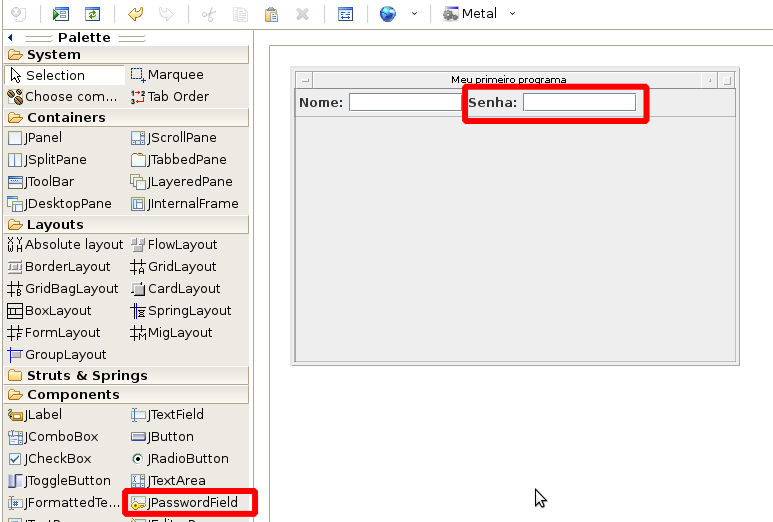 Metal
Palette
System
Selection
Marquee
Choose com...
Tab Order
Containers
JPanel
JScrollPane
JSplitPane
JTabbedPane
JToolBar
JLayeredPane
JDesktopPane
JInternalFrame
Layouts
Absolute layout
FlowLayout
BorderLayout
GridLayout
GridBagLayout
CardLayout
BoxLayout
SpringLayout
FormLayout
MigLayout
GroupLayout
Struts & Springs
Components
JLabel
JTextField
JComboBox
JButton
JCheckBox
JRadioButton
JToggleButton
JTextArea
JFormattedTe...
JPasswordField
Meu primeiro programa
Nome:
Senha: